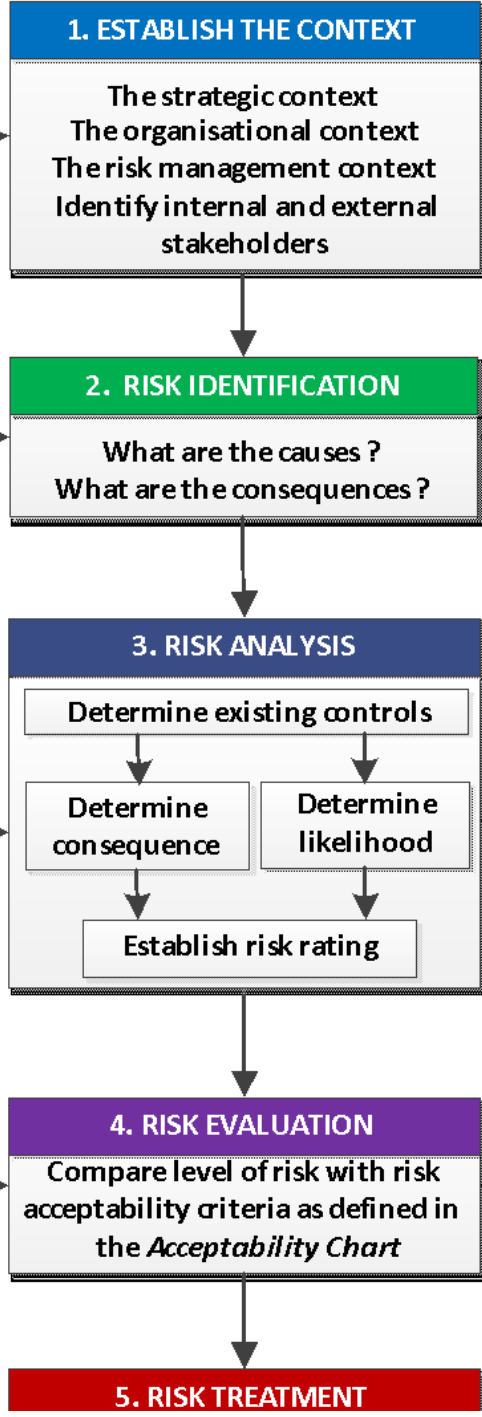 1. ESTABLISH THE CONTEXT
The strategic context
The organisational context
The risk management context
Identify internal and external
stakeholders
2. RISK IDENTIFICATION
What are the causes ?
What are the consequences ?
3. RISK ANALYSIS
Determine existing controls
Determine
consequence
Determine
likelihood
Establish risk rating
4. RISK EVALUATION
Compare level of risk with risk
acceptability criteria as defined in
the Acceptability Chart
5. RISK TREATMENT